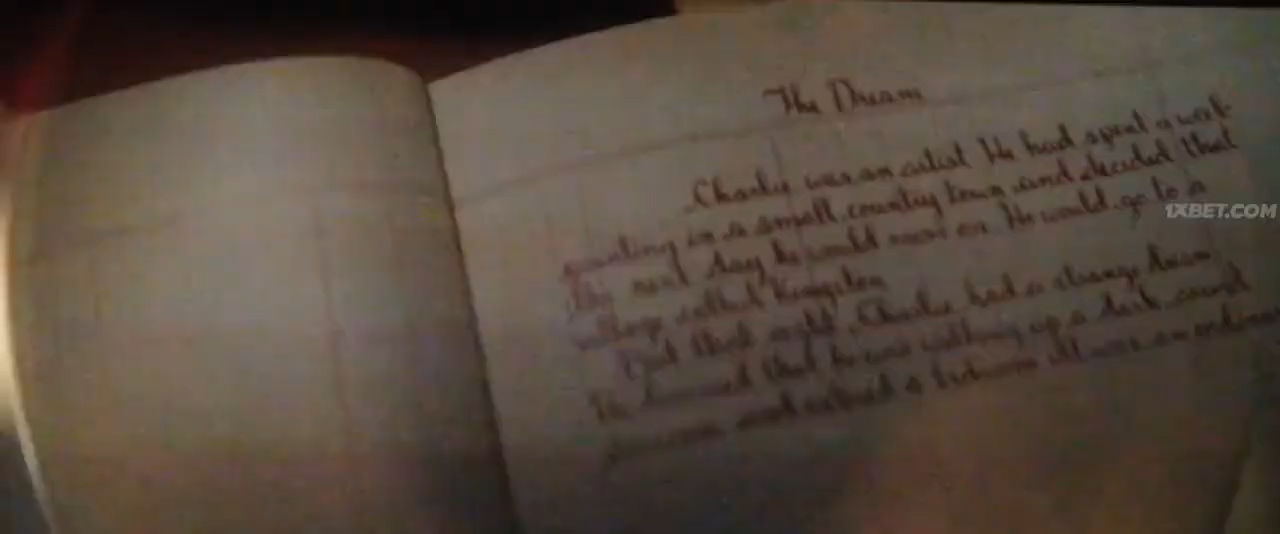 The Dream
Charlie was an artist He had spent a week
painting in a small country town and decided that
the next day he would move on. He would go to a
village called Kingston
But that night, Charlie had a strange dream
He dreamed that he was walking up a dark, carved
staircase and entered a bedroom It was an ordinary
1XBET.COM